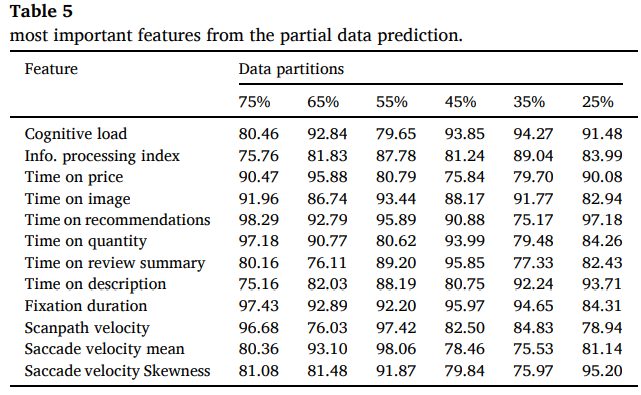 Table 5
most important features from the partial data prediction.
Feature Data partitions
75% 65% 55% 45% 35% 25%
Cognitive load 80.46 92.84 79.65 93.85 94.27 91.48
Info. processing index 75.76 81.83 87.78 81.24 89.04 83.99
Time on price 90.47 95.88 80.79 75.84 79.70 90.08
Time on image 91.96 86.74 93.44 88.17 91.77 82.94
Time on recommendations 98.29 92.79 95.89 90.88 75.17 97.18
Time on quantity 97.18 90.77 80.62 93.99 79.48 84.26
Time on review summary 80.16 76.11 89.20 95.85 77.33 82.43
Time on description 75.16 82.03 88.19 80.75 92.24 93.71
Fixation duration 97.43 92.89 92.20 95.97 94.65 84.31
Scanpath velocity 96.68 76.03 97.42 82.50 84.83 78.94
Saccade velocity mean 80.36 93.10 98.06 78.46 75.53 81.14
Saccade velocity Skewness 81.08 81.48 91.87 79.84 75.97 95.20